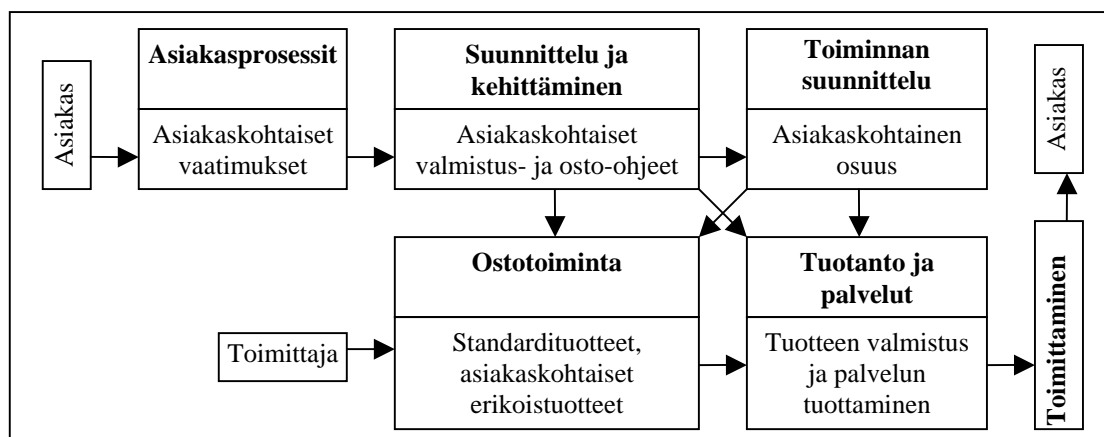 Asiakas
Asiakasprosessit
Asiakaskohtaiset
vaatimukset
Suunnittelu ja
kehittäminen
Asiakaskohtaiset
valmistus- ja osto-ohjeet
Toiminnan
suunnittelu
Asiakaskohtainen
osuus
Asiakas
Toimittaja
Ostotoiminta
Standardituotteet,
asiakaskohtaiset
erikoistuotteet
Tuotanto ja
palvelut
Tuotteen valmistus
ja palvelun
tuottaminen
Toimittaminen